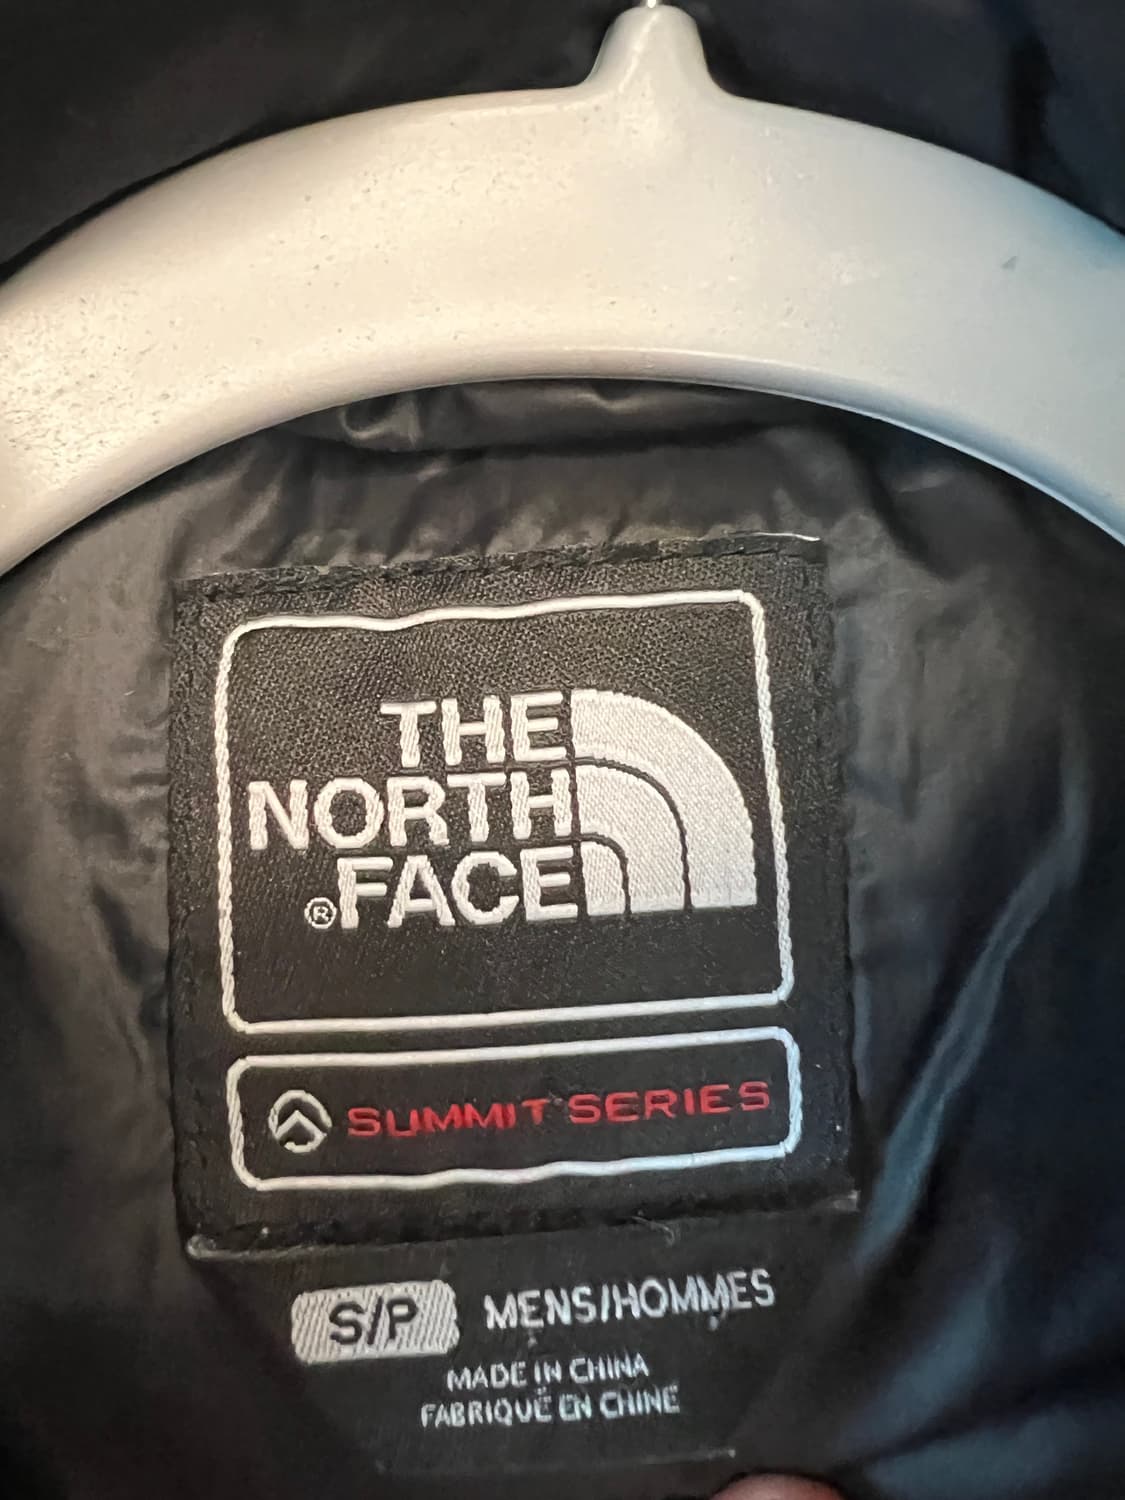 THE
NORTH
®FACE
SUMMIT SERIES
S/P MENS/HOMMES
MADE IN CHINA
FABRIQUÉ EN CHINE